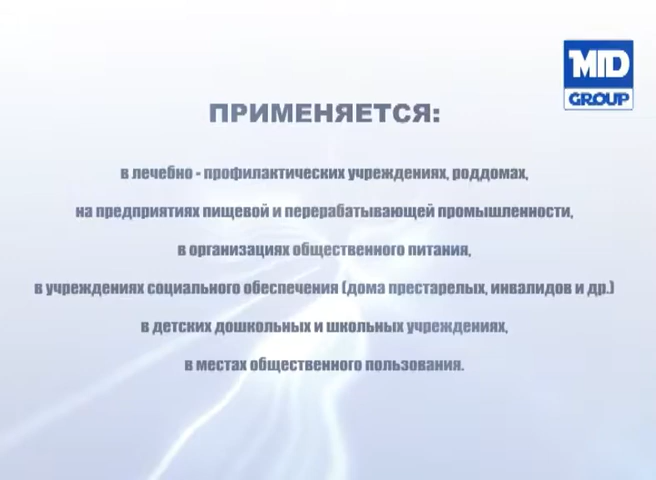 MID
GROUP
ПРИМЕНЯЕТСЯ:
в лечебно - профилактических учреждениях, роддомах,
на предприятиях пищевой и перерабатывающей промышленности,
в организациях общественного питания,
в учреждениях социального обеспечения (дома престарелых, инвалидов и др.)
в детских дошкольных и школьных учреждениях,
в местах общественного пользования.